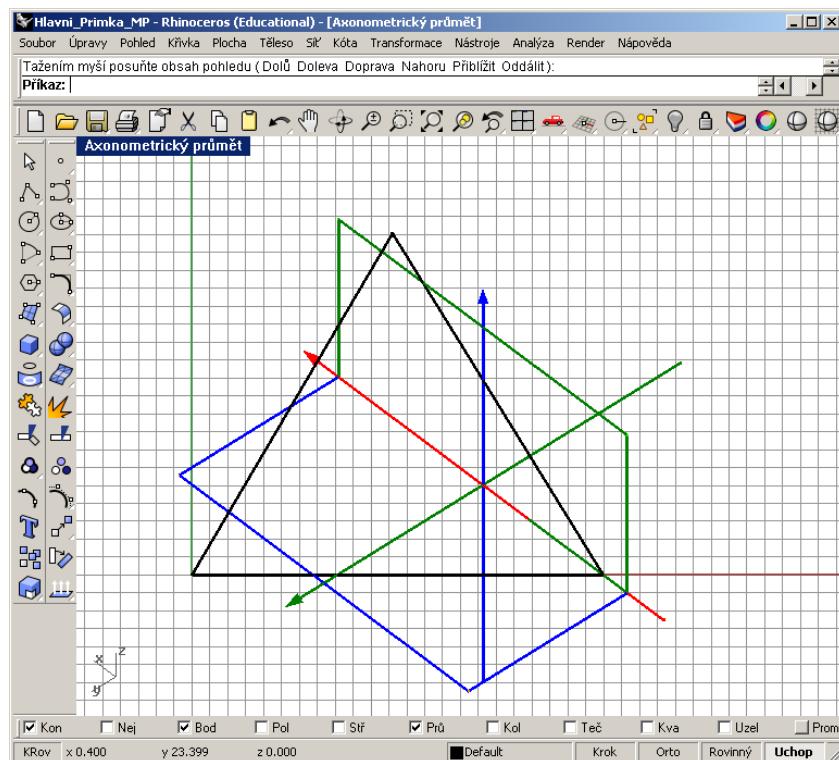 Hlavni_Primka_MP - Rhinoceros (Educational) - [Axonometrický průmět]
Soubor Úpravy Pohled Křivka Plocha Těleso Síť Kóta Transformace Nástroje Analýza Render Nápověda
Tažením myší posuňte obsah pohledu ( Dolů Doleva Doprava Nahoru Přiblížit Oddálit ):
Příkaz:
Axonometrický průmět
z
x
y
Kon Nej Bod Pol Stř Prů Kol Teč Kva Uzel Prom
KRov x 0.400 y 23.399 z 0.000 Default Krok Orto Rovinný Uchop